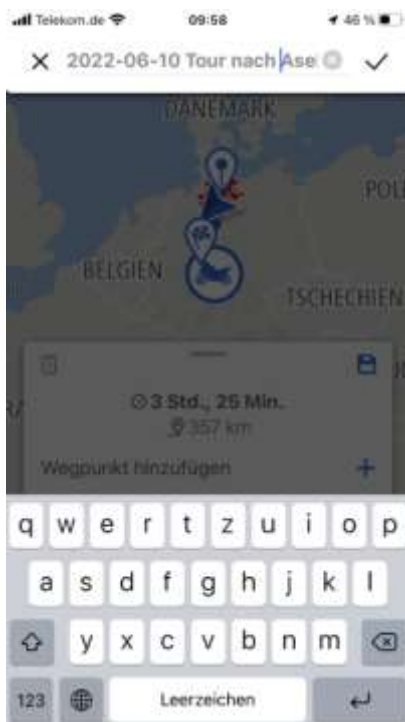 Telekom.de 09:58 46 %
2022-06-10 Tour nach Ase
DÄNEMARK
POL
BELGIEN
TSCHECHIEN
3 Std., 25 Min.
357 km
Wegpunkt hinzufügen
q w e r t z u i o p
a s d f g h j k l
y x c v b n m
123 Leerzeichen